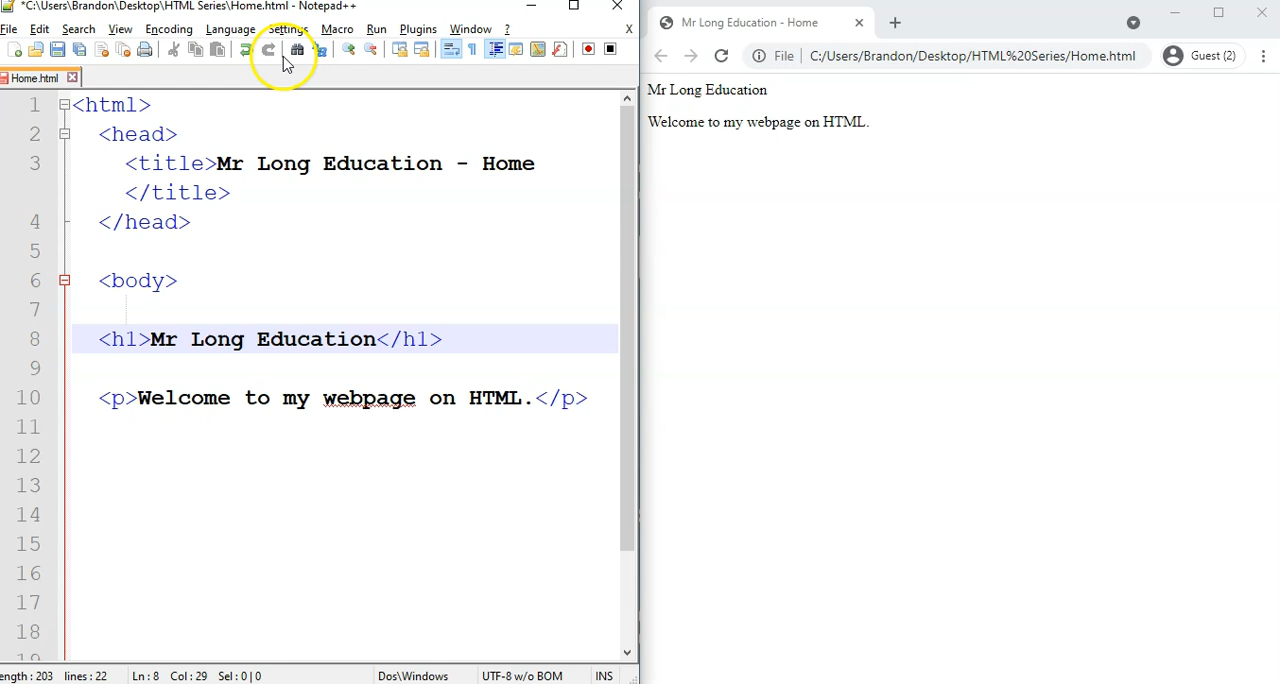 *C:\Users\Brandon\Desktop\HTML Series\Home.html - Notepad++
File Edit Search View Encoding Language Settings Macro Run Plugins Window ? X
Home.html
1 <html>
2 <head>
3 <title>Mr Long Education - Home
</title>
4 </head>
5
6 <body>
7
8 <h1>Mr Long Education</h1>
9
10 <p>Welcome to my webpage on HTML.</p>
11
12
13
14
15
16
17
18
19
ength : 203 lines : 22 Ln : 8 Col : 29 Sel : 0 | 0 Dos\Windows UTF-8 w/o BOM INS
Mr Long Education - Home
File C:/Users/Brandon/Desktop/HTML%20Series/Home.html Guest (2)
Mr Long Education
Welcome to my webpage on HTML.